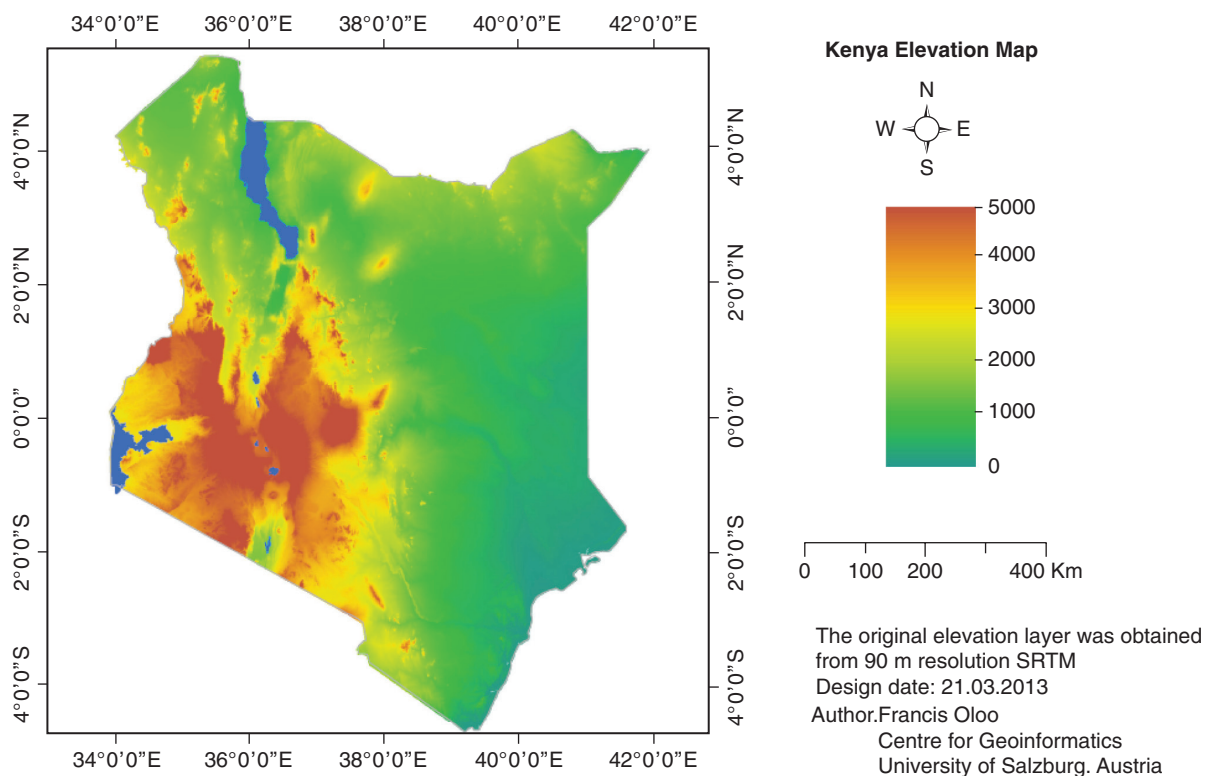 34°0'0"E 36°0'0"E 38°0'0"E 40°0'0"E 42°0'0"E
4°0'0"N
2°0'0"N
0°0'0"
2°0'0"S
4°0'0"S
4°0'0"N
2°0'0"N
0°0'0"
2°0'0"S
4°0'0"S
34°0'0"E 36°0'0"E 38°0'0"E 40°0'0"E 42°0'0"E
Kenya Elevation Map
N
W E
S
5000
4000
3000
2000
1000
0
0 100 200 400 Km
The original elevation layer was obtained
from 90 m resolution SRTM
Design date: 21.03.2013
Author.Francis Oloo
Centre for Geoinformatics
University of Salzburg. Austria